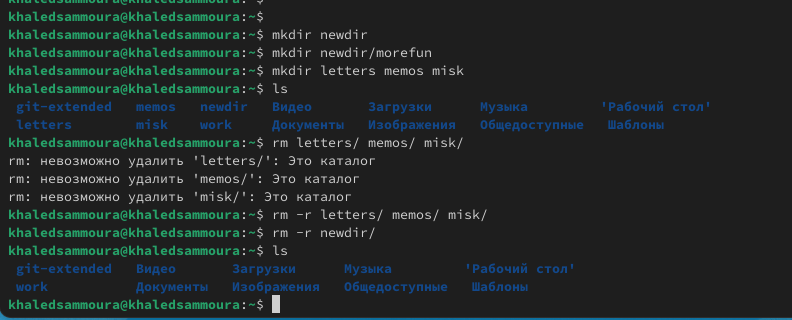 khaledsammoura@khaledsammoura:~$
khaledsammoura@khaledsammoura:~$ mkdir newdir
khaledsammoura@khaledsammoura:~$ mkdir newdir/morefun
khaledsammoura@khaledsammoura:~$ mkdir letters memos misk
khaledsammoura@khaledsammoura:~$ ls
git-extended memos newdir Видео Загрузки Музыка 'Рабочий стол'
letters misk work Документы Изображения Общедоступные Шаблоны
khaledsammoura@khaledsammoura:~$ rm letters/ memos/ misk/
rm: невозможно удалить 'letters/': Это каталог
rm: невозможно удалить 'memos/': Это каталог
rm: невозможно удалить 'misk/': Это каталог
khaledsammoura@khaledsammoura:~$ rm -r letters/ memos/ misk/
khaledsammoura@khaledsammoura:~$ rm -r newdir/
khaledsammoura@khaledsammoura:~$ ls
git-extended Видео Загрузки Музыка 'Рабочий стол'
work Документы Изображения Общедоступные Шаблоны
khaledsammoura@khaledsammoura:~$